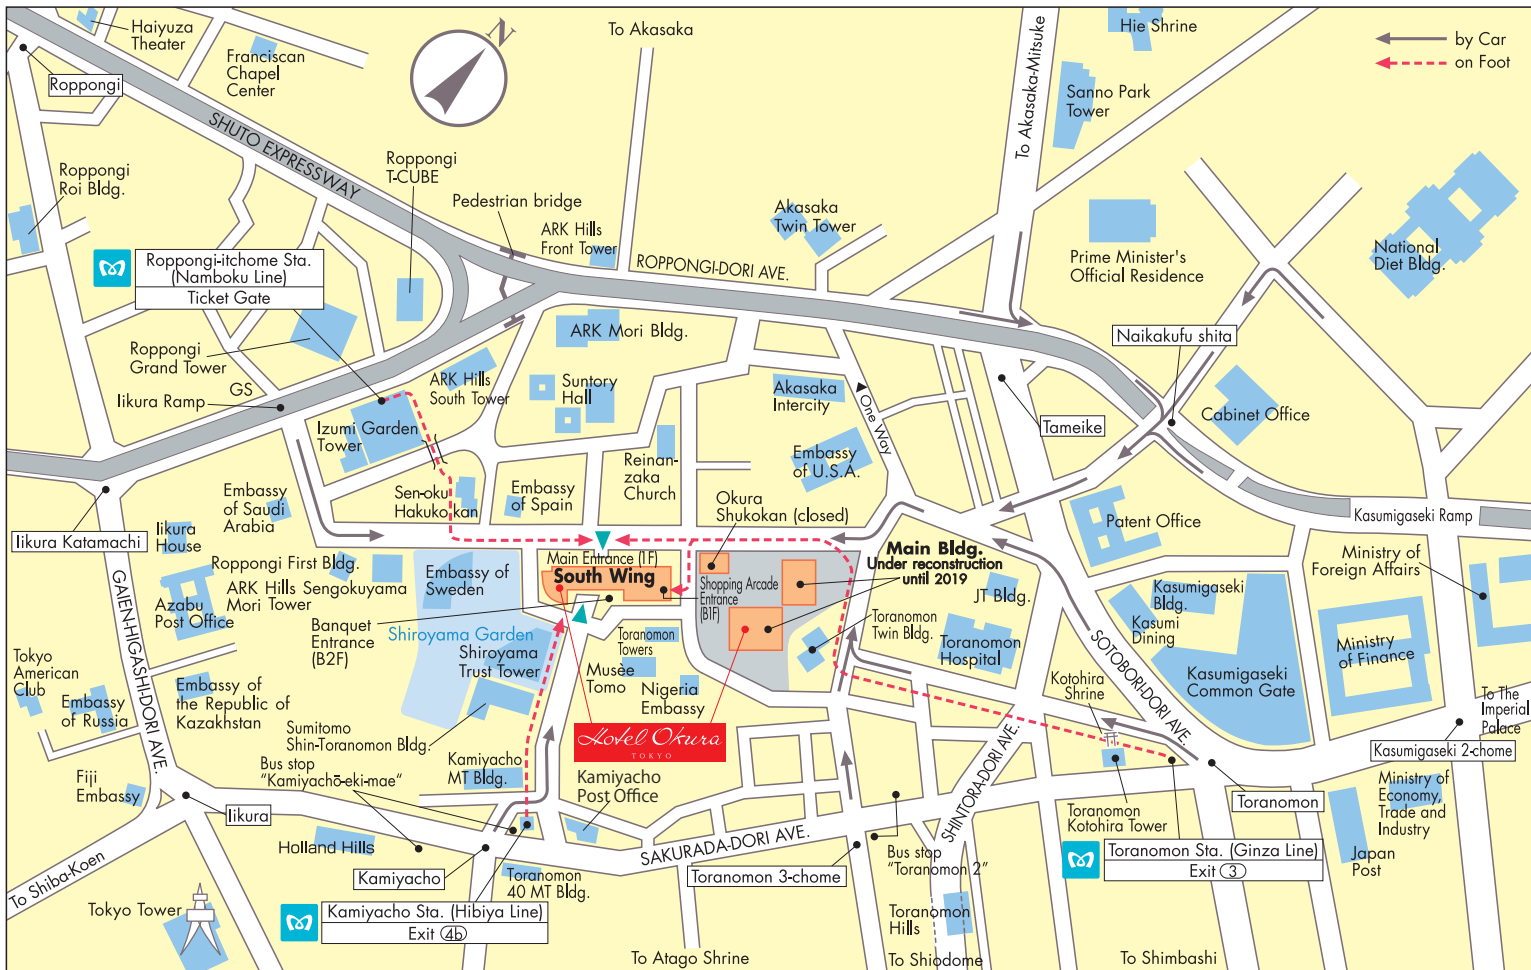 Haiyuza
Theater
Franciscan
Chapel
Center
N
To Akasaka
To Akasaka-Mitsuke
Hie Shrine
by Car
on Foot
Roppongi
SHUTO EXPRESSWAY
Sanno Park
Tower
Roppongi
Roi Bldg.
Roppongi
T-CUBE
Pedestrian bridge
ARK Hills
Front Tower
Akasaka
Twin Tower
ROPPONGI-DORI AVE.
Prime Minister's
Official Residence
National
Diet Bldg.
Roppongi-itchome Sta.
(Namboku Line)
Ticket Gate
Roppongi
Grand Tower
GS
Iikura Ramp
ARK Mori Bldg.
ARK Hills
South Tower
Suntory
Hall
Akasaka
Intercity
One Way
Naikakufu shita
Tameike
Cabinet Office
Izumi Garden
Tower
Embassy
of U.S.A.
Reinan-
zaka
Church
Sen-oku
Hakukokan
Embassy
of Spain
Okura
Shukokan (closed)
Patent Office
Kasumigaseki Ramp
Embassy
of Saudi
Arabia
Iikura Katamachi
Iikura
House
Roppongi First Bldg.
ARK Hills Sengokuyama
Mori Tower
Azabu
Post Office
Embassy of
Sweden
Main Entrance (1F)
South Wing
Shopping Arcade
Entrance
(B1F)
Main Bldg.
Under reconstruction
until 2019
JT Bldg.
Kasumigaseki
Bldg.
Kasumi
Dining
Ministry of
Foreign Affairs
Banquet
Entrance
(B2F)
Shiroyama Garden
Shiroyama
Trust Tower
Toranomon
Towers
Musée
Tomo
Nigeria
Embassy
Toranomon
Twin Bldg.
Toranomon
Hospital
Kotohira
Shrine
SOTOBORI-DORI AVE.
Kasumigaseki
Common Gate
Ministry
of Finance
GAIEN-HIGASHI-DORI AVE.
Tokyo
American
Club
Embassy
of Russia
Embassy of
the Republic of
Kazakhstan
Sumitomo
Shin-Toranomon Bldg.
Bus stop
"Kamiyachō-eki-mae"
Kamiyacho
MT Bldg.
Hotel Okura
TOKYO
Kamiyacho
Post Office
SHINTORA-DORI AVE.
To The
Imperial
Palace
Kasumigaseki 2-chome
Fiji
Embassy
Iikura
Toranomon
Ministry of
Economy,
Trade and
Industry
Toranomon
Kotohira Tower
Holland Hills
SAKURADA-DORI AVE.
Bus stop
"Toranomon 2"
Toranomon Sta. (Ginza Line)
Exit 3
Japan
Post
To Shiba-Koen
Kamiyacho
Toranomon
40 MT Bldg.
Toranomon 3-chome
Tokyo Tower
Kamiyacho Sta. (Hibiya Line)
Exit 4b
Toranomon
Hills
To Atago Shrine
To Shiodome
To Shimbashi